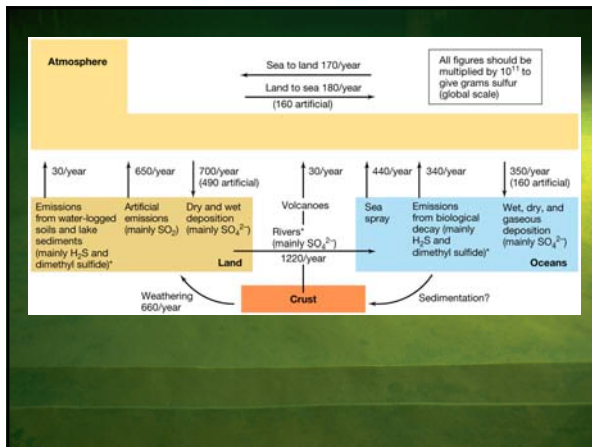 Atmosphere
Sea to land 170/year
Land to sea 180/year
(160 artificial)
All figures should be
multiplied by 10¹¹ to
give grams sulfur
(global scale)
30/year
650/year
700/year
(490 artificial)
30/year
440/year
340/year
350/year
(160 artificial)
Emissions
from water-logged
soils and lake
sediments
(mainly H₂S and
dimethyl sulfide)*
Artificial
emissions
(mainly SO₂)
Dry and wet
deposition
(mainly SO₄²⁻)
Land
Volcanoes
Rivers*
(mainly SO₄²⁻)
1220/year
Sea
spray
Emissions
from biological
decay (mainly
H₂S and
dimethyl sulfide)*
Wet, dry, and
gaseous
deposition
(mainly SO₄²⁻)
Oceans
Weathering
660/year
Crust
Sedimentation?